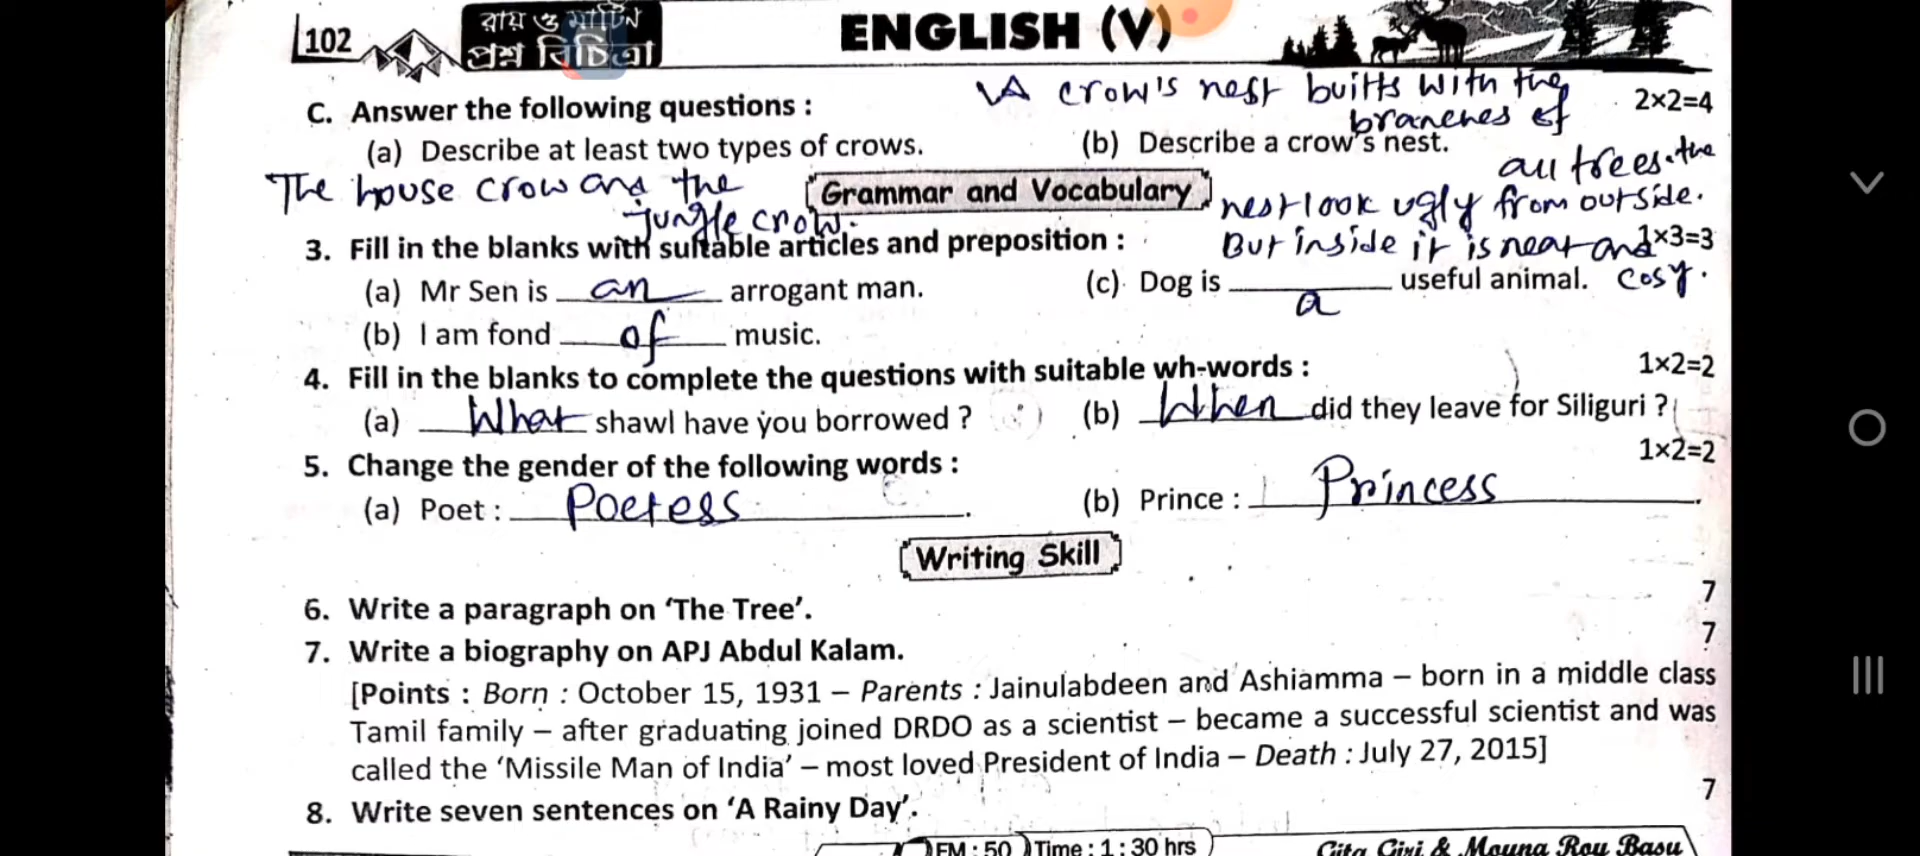 102
রায় ও মার্টিন
প্রশ্ন বিচিত্রা
ENGLISH (V)
C. Answer the following questions : 2×2=4
A crow's nest buitts with the
branches of
(a) Describe at least two types of crows. (b) Describe a crow's nest.
all trees. the
The house crow and the
jungle crow.
Grammar and Vocabulary
nest look ugly from outside.
But inside it is neat and
cosy.
3. Fill in the blanks with suitable articles and preposition : 1×3=3
(a) Mr Sen is an arrogant man. (c) Dog is a useful animal.
(b) I am fond of music.
4. Fill in the blanks to complete the questions with suitable wh-words : 1×2=2
(a) What shawl have you borrowed ? (b) When did they leave for Siliguri ?
5. Change the gender of the following words : 1×2=2
(a) Poet : Poetess. (b) Prince : Princess.
Writing Skill
6. Write a paragraph on ‘The Tree’. 7
7. Write a biography on APJ Abdul Kalam. 7
[Points : Born : October 15, 1931 – Parents : Jainulabdeen and Ashiamma – born in a middle class
Tamil family – after graduating joined DRDO as a scientist – became a successful scientist and was
called the ‘Missile Man of India’ – most loved President of India – Death : July 27, 2015]
8. Write seven sentences on ‘A Rainy Day’. 7
FM : 50 Time : 1 : 30 hrs
Gita Giri & Mouna Roy Basu